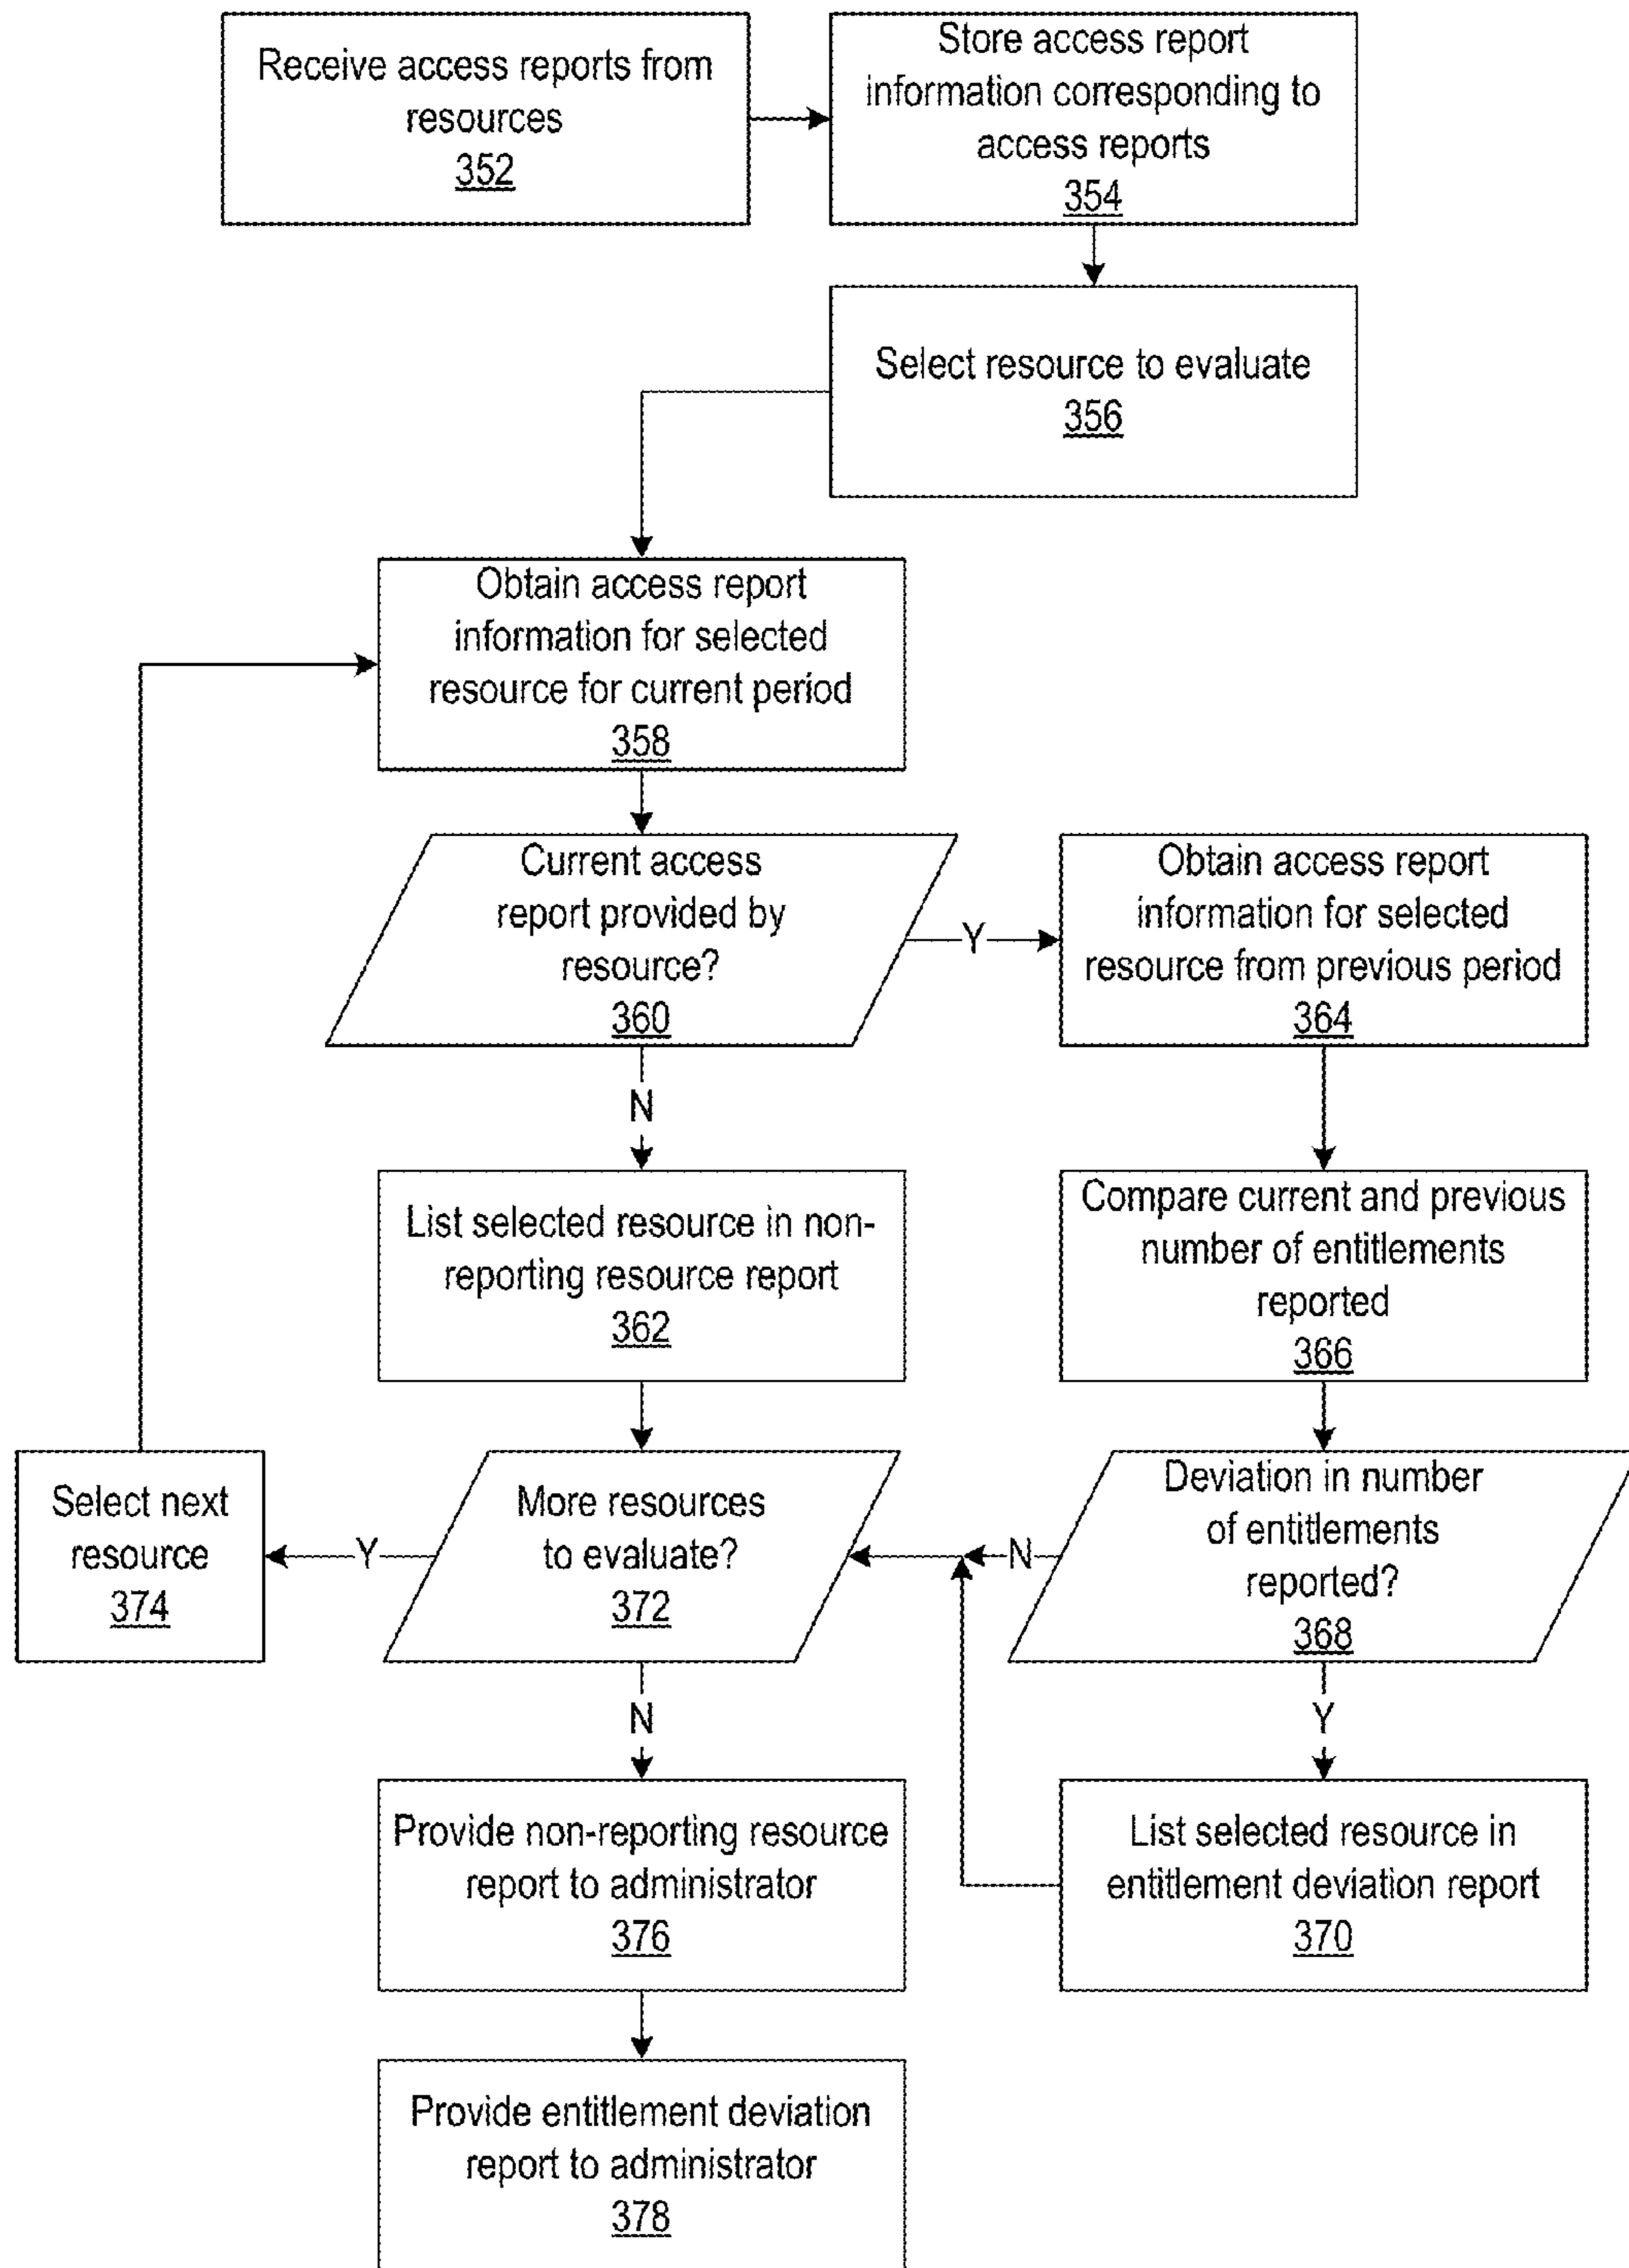 Receive access reports from
resources
352
Store access report
information corresponding to
access reports
354
Select resource to evaluate
356
Obtain access report
information for selected
resource for current period
358
Current access
report provided by
resource?
360
Y
Obtain access report
information for selected
resource from previous period
364
N
List selected resource in non-
reporting resource report
362
Compare current and previous
number of entitlements
reported
366
Select next
resource
374
Y
More resources
to evaluate?
372
N
Deviation in number
of entitlements
reported?
368
N
Y
Provide non-reporting resource
report to administrator
376
List selected resource in
entitlement deviation report
370
Provide entitlement deviation
report to administrator
378